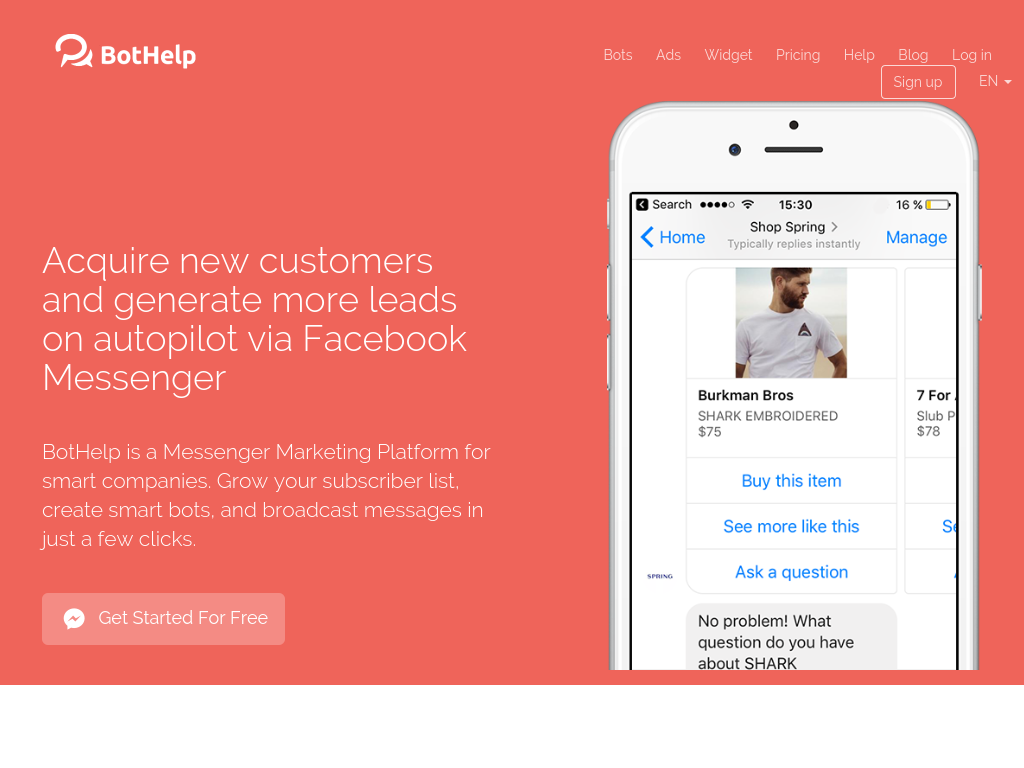 BotHelp
Bots Ads Widget Pricing Help Blog Log in
Sign up EN
Acquire new customers
and generate more leads
on autopilot via Facebook
Messenger
BotHelp is a Messenger Marketing Platform for
smart companies. Grow your subscriber list,
create smart bots, and broadcast messages in
just a few clicks.
Get Started For Free
Search 15:30 16 %
Shop Spring
Home Typically replies instantly Manage
Burkman Bros
SHARK EMBROIDERED
$75
Buy this item
See more like this
Ask a question
7 For
Slub P
$78
SPRING
No problem! What
question do you have
about SHARK